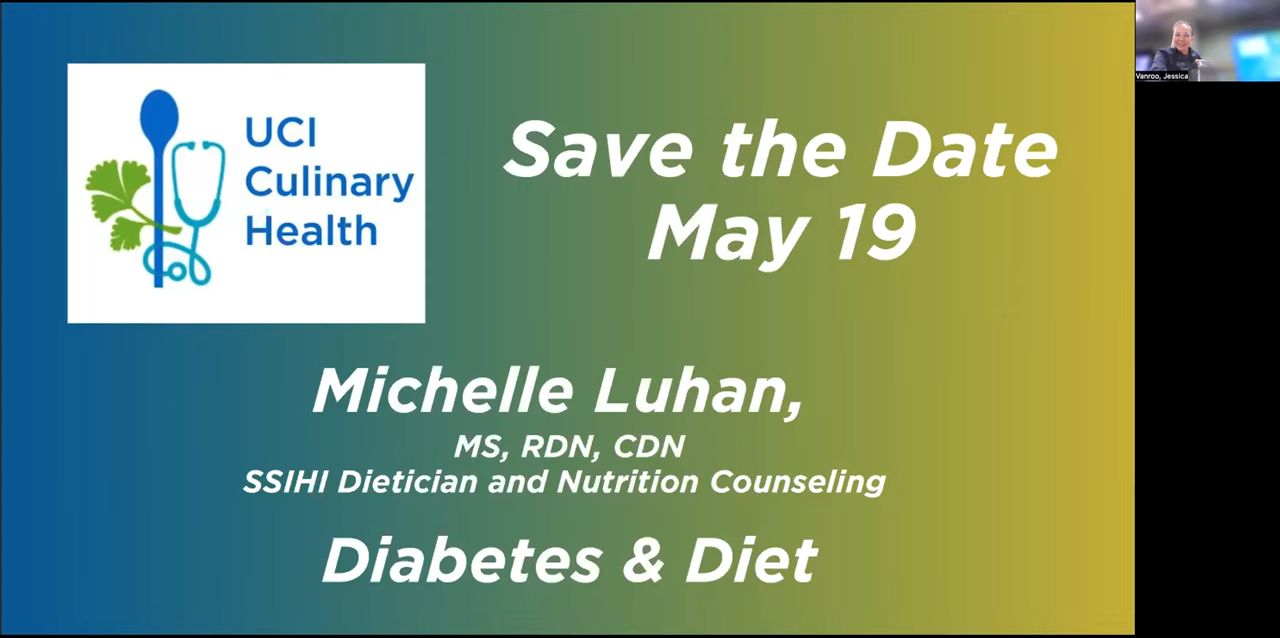 UCI
Culinary
Health
Save the Date
May 19
Michelle Luhan,
MS, RDN, CDN
SSIHI Dietician and Nutrition Counseling
Diabetes & Diet
Vanroo, Jessica